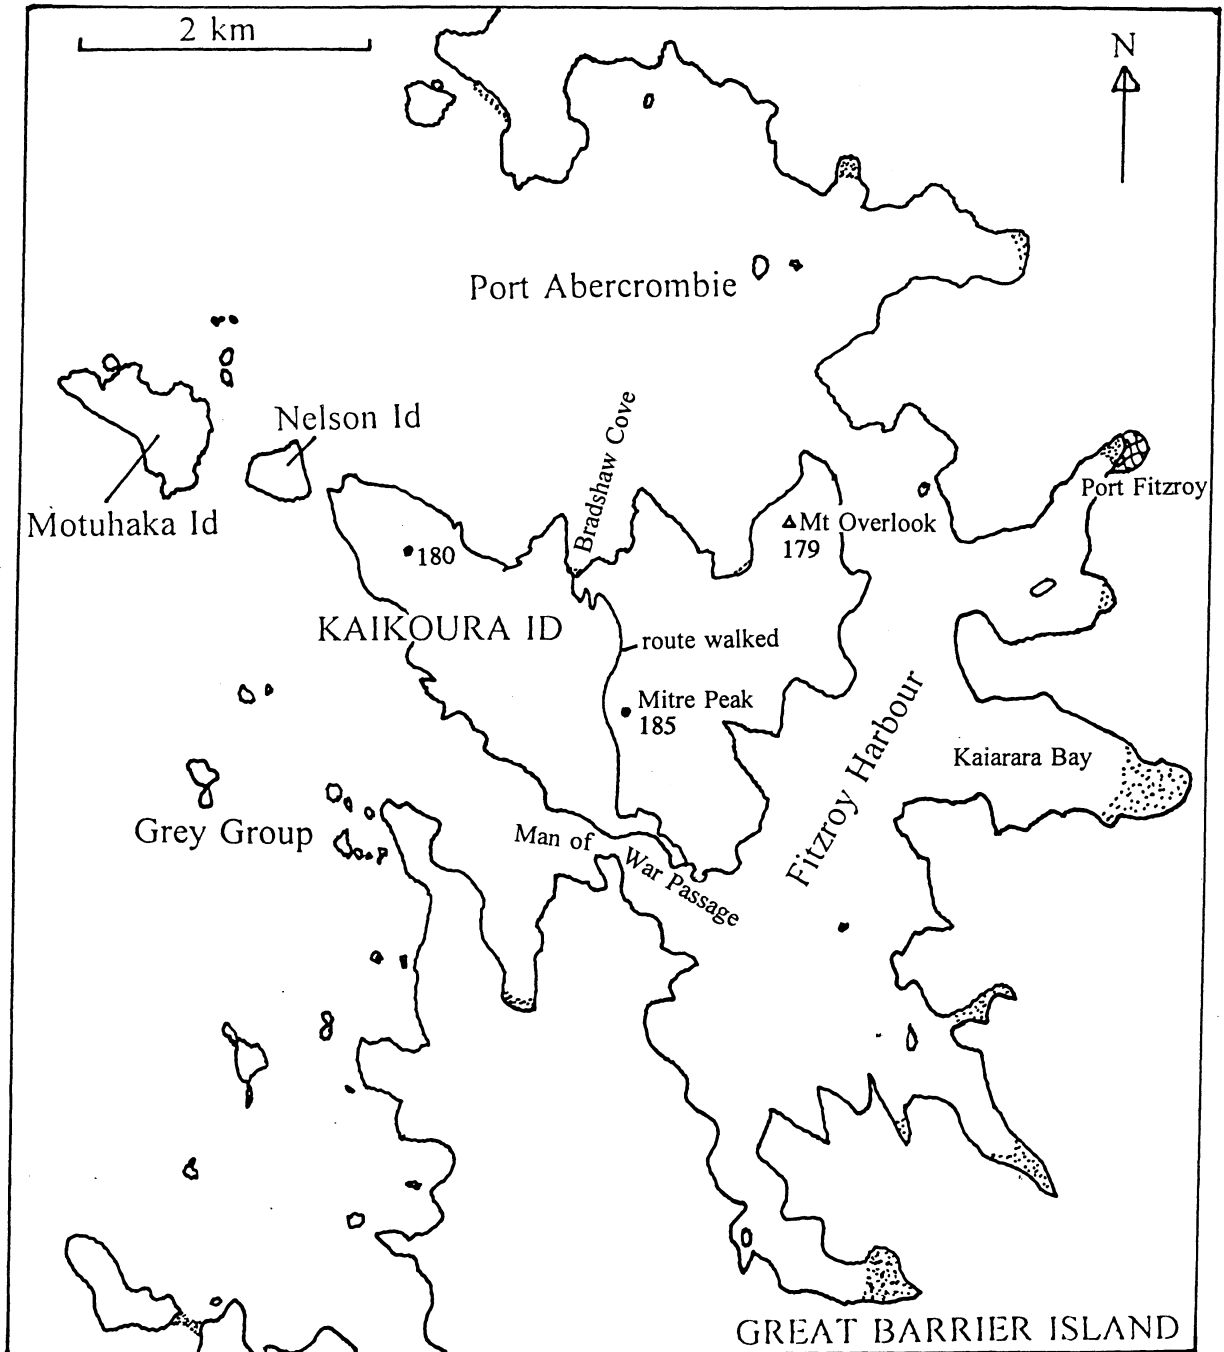 2 km
N
Port Abercrombie
Nelson Id
Bradshaw Cove
Port Fitzroy
Motuhaka Id
Mt Overlook
179
180
KAIKOURA ID
route walked
Mitre Peak
185
Fitzroy Harbour
Kaiarara Bay
Grey Group
Man of
War Passage
GREAT BARRIER ISLAND